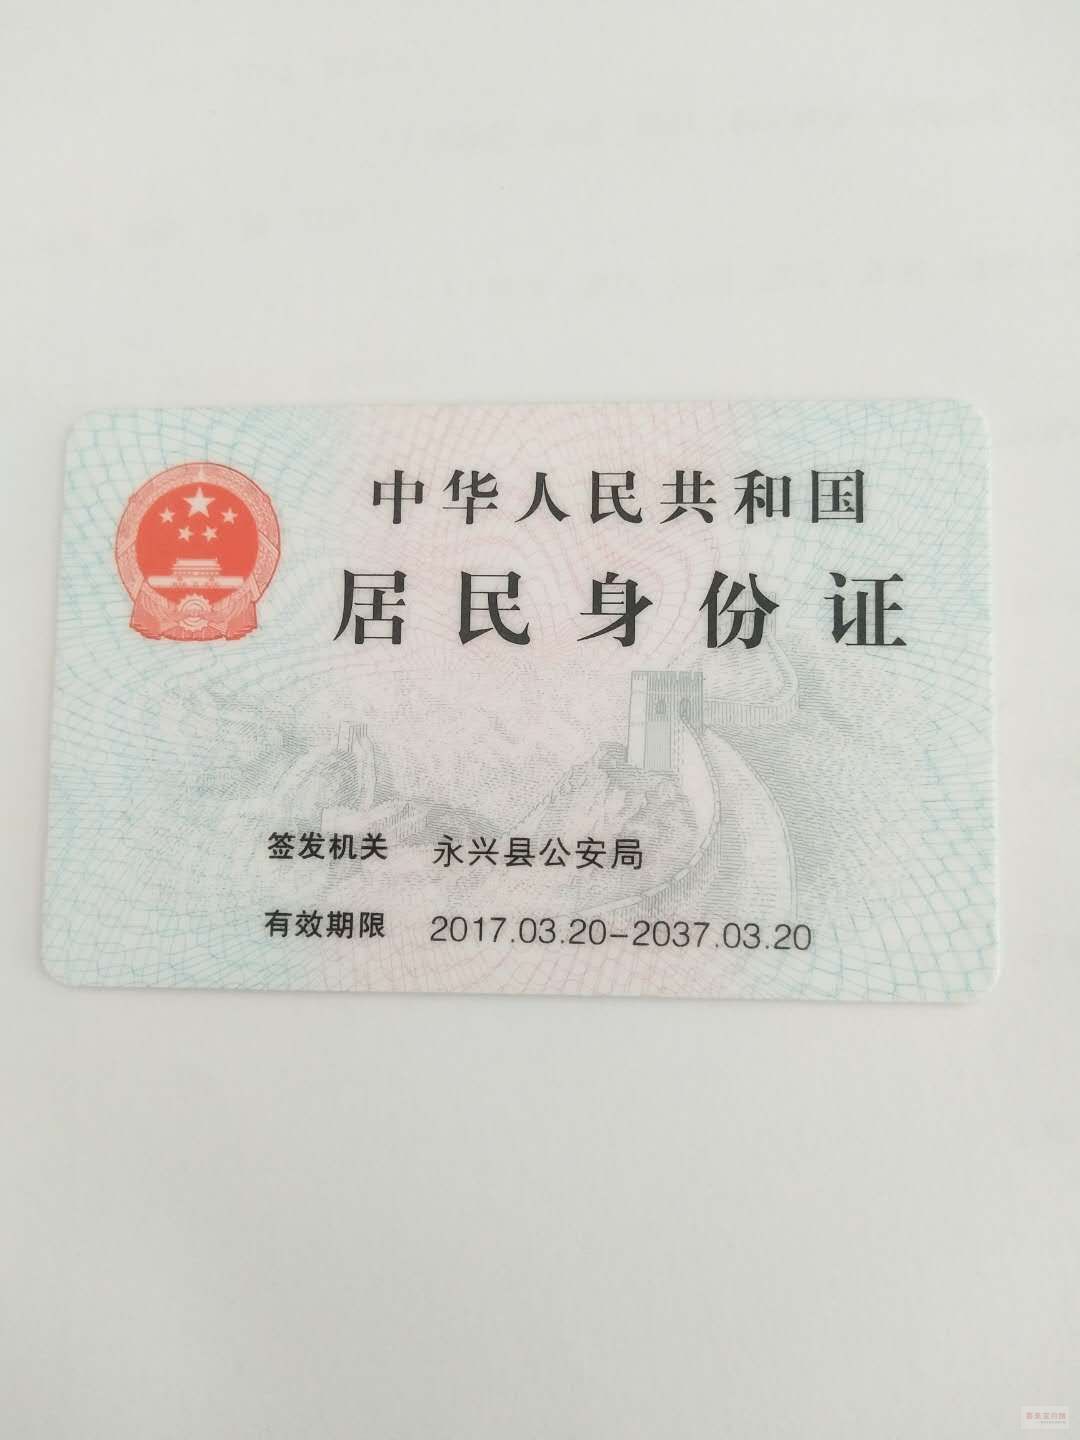 中华人民共和国
居民身份证
签发机关 永兴县公安局
有效期限 2017.03.20-2037.03.20